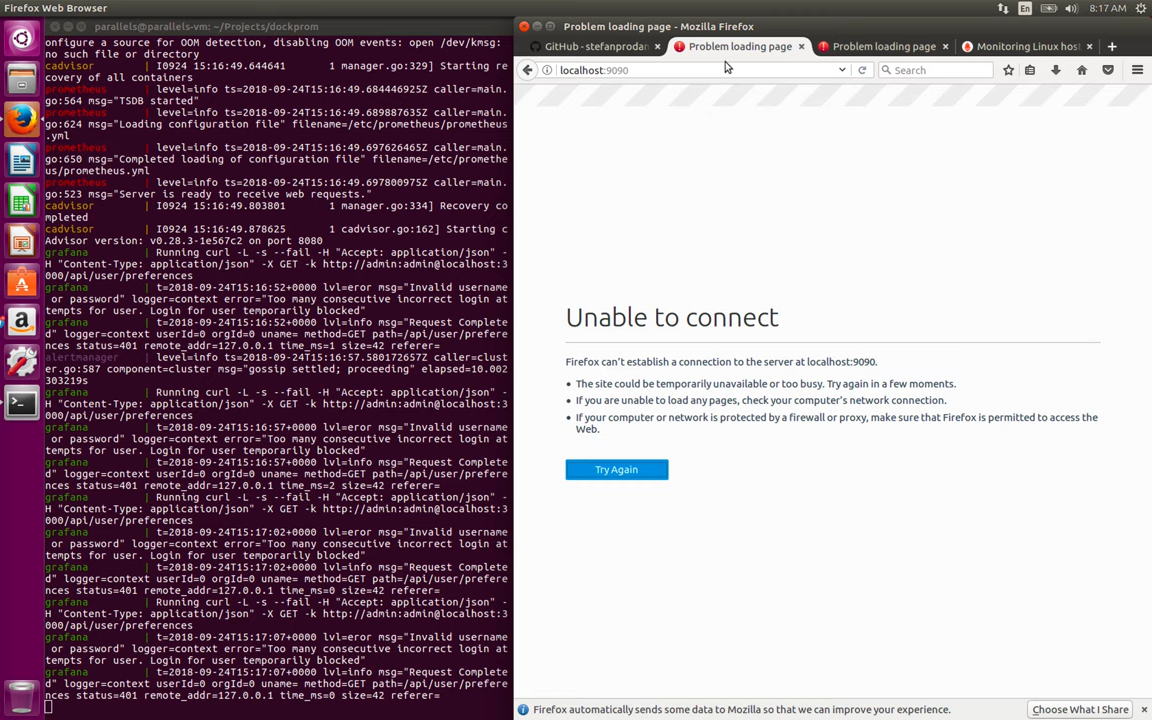 Firefox Web Browser
En
8:17 AM
parallels@parallels-vm: ~/Projects/dockprom
onfigure a source for OOM detection, disabling OOM events: open /dev/kmsg:
no such file or directory
cadvisor | I0924 15:16:49.644641 1 manager.go:329] Starting re
covery of all containers
prometheus | level=info ts=2018-09-24T15:16:49.684446925Z caller=main.
go:564 msg="TSDB started"
prometheus | level=info ts=2018-09-24T15:16:49.689887635Z caller=main.
go:624 msg="Loading configuration file" filename=/etc/prometheus/prometheus
.yml
prometheus | level=info ts=2018-09-24T15:16:49.697626465Z caller=main.
go:650 msg="Completed loading of configuration file" filename=/etc/promethe
us/prometheus.yml
prometheus | level=info ts=2018-09-24T15:16:49.697800975Z caller=main.
go:523 msg="Server is ready to receive web requests."
cadvisor | I0924 15:16:49.803801 1 manager.go:334] Recovery co
mpleted
cadvisor | I0924 15:16:49.878625 1 cadvisor.go:162] Starting c
Advisor version: v0.28.3-1e567c2 on port 8080
grafana | Running curl -L -s --fail -H "Accept: application/json" -
H "Content-Type: application/json" -X GET -k http://admin:admin@localhost:3
000/api/user/preferences
grafana | t=2018-09-24T15:16:52+0000 lvl=eror msg="Invalid username
or password" logger=context error="Too many consecutive incorrect login at
tempts for user. Login for user temporarily blocked"
grafana | t=2018-09-24T15:16:52+0000 lvl=info msg="Request Complete
d" logger=context userId=0 orgId=0 uname= method=GET path=/api/user/prefere
nces status=401 remote_addr=127.0.0.1 time_ms=1 size=42 referer=
alertmanager | level=info ts=2018-09-24T15:16:57.580172657Z caller=clust
er.go:587 component=cluster msg="gossip settled; proceeding" elapsed=10.002
303219s
grafana | Running curl -L -s --fail -H "Accept: application/json" -
H "Content-Type: application/json" -X GET -k http://admin:admin@localhost:3
000/api/user/preferences
grafana | t=2018-09-24T15:16:57+0000 lvl=eror msg="Invalid username
or password" logger=context error="Too many consecutive incorrect login at
tempts for user. Login for user temporarily blocked"
grafana | t=2018-09-24T15:16:57+0000 lvl=info msg="Request Complete
d" logger=context userId=0 orgId=0 uname= method=GET path=/api/user/prefere
nces status=401 remote_addr=127.0.0.1 time_ms=2 size=42 referer=
grafana | Running curl -L -s --fail -H "Accept: application/json" -
H "Content-Type: application/json" -X GET -k http://admin:admin@localhost:3
000/api/user/preferences
grafana | t=2018-09-24T15:17:02+0000 lvl=eror msg="Invalid username
or password" logger=context error="Too many consecutive incorrect login at
tempts for user. Login for user temporarily blocked"
grafana | t=2018-09-24T15:17:02+0000 lvl=info msg="Request Complete
d" logger=context userId=0 orgId=0 uname= method=GET path=/api/user/prefere
nces status=401 remote_addr=127.0.0.1 time_ms=0 size=42 referer=
grafana | Running curl -L -s --fail -H "Accept: application/json" -
H "Content-Type: application/json" -X GET -k http://admin:admin@localhost:3
000/api/user/preferences
grafana | t=2018-09-24T15:17:07+0000 lvl=eror msg="Invalid username
or password" logger=context error="Too many consecutive incorrect login at
tempts for user. Login for user temporarily blocked"
grafana | t=2018-09-24T15:17:07+0000 lvl=info msg="Request Complete
d" logger=context userId=0 orgId=0 uname= method=GET path=/api/user/prefere
nces status=401 remote_addr=127.0.0.1 time_ms=0 size=42 referer=
Problem loading page - Mozilla Firefox
GitHub - stefanprodan
Problem loading page
Problem loading page
Monitoring Linux host
localhost:9090
Search
Unable to connect
Firefox can't establish a connection to the server at localhost:9090.
The site could be temporarily unavailable or too busy. Try again in a few moments.
If you are unable to load any pages, check your computer's network connection.
If your computer or network is protected by a firewall or proxy, make sure that Firefox is permitted to access the
Web.
Try Again
Firefox automatically sends some data to Mozilla so that we can improve your experience.
Choose What I Share